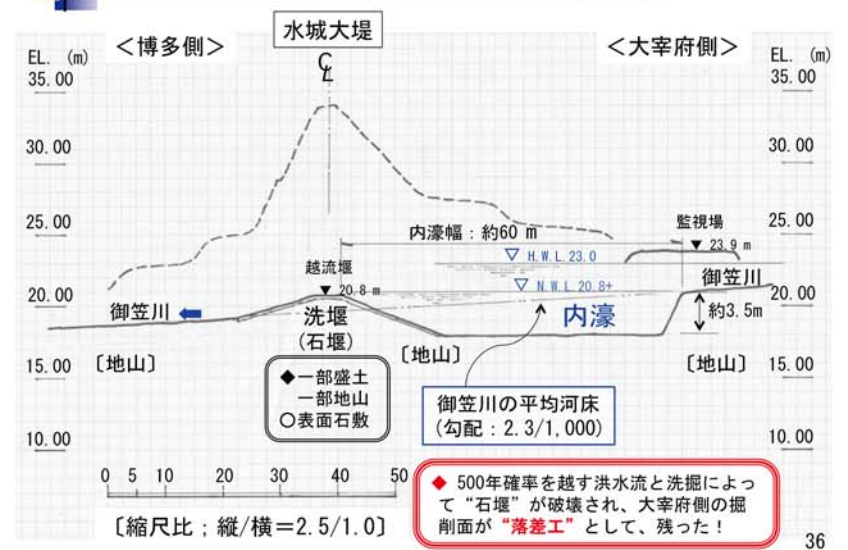 水城大堤
℄
＜博多側＞
＜大宰府側＞
EL. (m)
35.00
30.00
25.00
20.00
15.00
10.00
EL. (m)
35.00
30.00
25.00
20.00
15.00
10.00
内濠幅：約60 m
監視場
▼ 23.9 m
▽ H.W.L.23.0
越流堰
▼ 20.8 m
▽ N.W.L 20.8+
御笠川
御笠川
洗堰
(石堰)
内濠
約3.5m
〔地山〕
〔地山〕
〔地山〕
◆一部盛土
一部地山
○表面石敷
御笠川の平均河床
(勾配：2.3/1,000)
0 5 10 20 30 40 50
〔縮尺比；縦/横＝2.5/1.0〕
◆ 500年確率を越す洪水流と洗掘によっ
て“石堰”が破壊され、大宰府側の掘
削面が“落差工”として、残った！
36